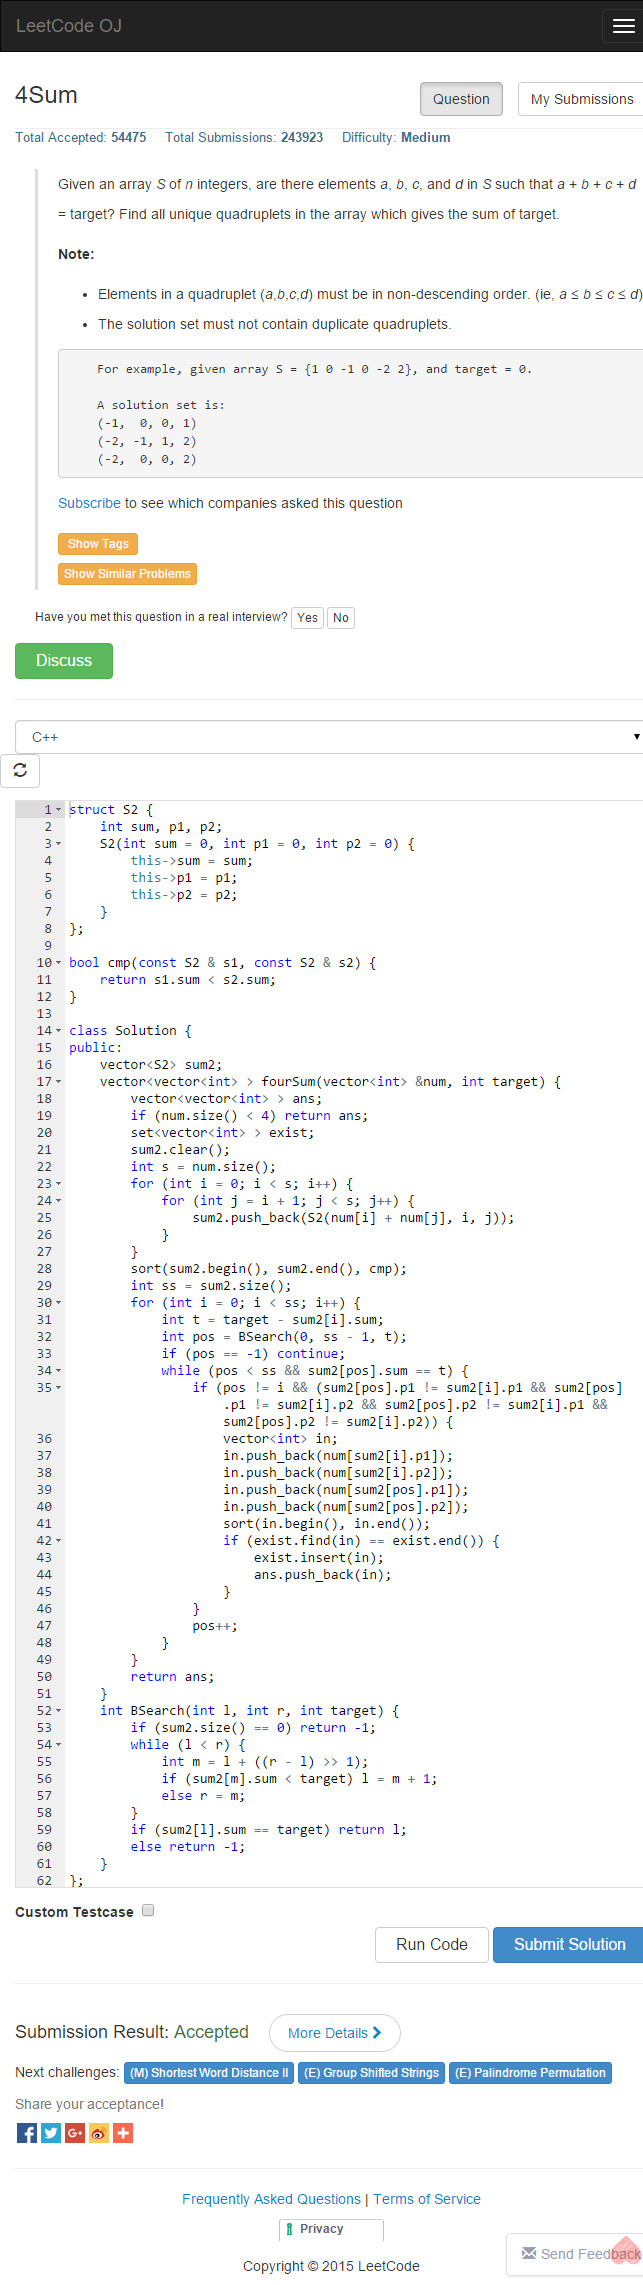 LeetCode OJ
4Sum
Question
My Submissions
Total Accepted: 54475 Total Submissions: 243923 Difficulty: Medium
Given an array S of n integers, are there elements a, b, c, and d in S such that a + b + c + d
= target? Find all unique quadruplets in the array which gives the sum of target.
Note:
• Elements in a quadruplet (a,b,c,d) must be in non-descending order. (ie, a ≤ b ≤ c ≤ d)
• The solution set must not contain duplicate quadruplets.
For example, given array S = {1 0 -1 0 -2 2}, and target = 0.
A solution set is:
(-1,  0, 0, 1)
(-2, -1, 1, 2)
(-2,  0, 0, 2)
Subscribe to see which companies asked this question
Show Tags
Show Similar Problems
Have you met this question in a real interview? Yes No
Discuss
C++
1 struct S2 {
2     int sum, p1, p2;
3     S2(int sum = 0, int p1 = 0, int p2 = 0) {
4         this->sum = sum;
5         this->p1 = p1;
6         this->p2 = p2;
7     }
8 };
9
10 bool cmp(const S2 & s1, const S2 & s2) {
11     return s1.sum < s2.sum;
12 }
13
14 class Solution {
15 public:
16     vector<S2> sum2;
17     vector<vector<int> > fourSum(vector<int> &num, int target) {
18         vector<vector<int> > ans;
19         if (num.size() < 4) return ans;
20         set<vector<int> > exist;
21         sum2.clear();
22         int s = num.size();
23         for (int i = 0; i < s; i++) {
24             for (int j = i + 1; j < s; j++) {
25                 sum2.push_back(S2(num[i] + num[j], i, j));
26             }
27         }
28         sort(sum2.begin(), sum2.end(), cmp);
29         int ss = sum2.size();
30         for (int i = 0; i < ss; i++) {
31             int t = target - sum2[i].sum;
32             int pos = BSearch(0, ss - 1, t);
33             if (pos == -1) continue;
34             while (pos < ss && sum2[pos].sum == t) {
35                 if (pos != i && (sum2[pos].p1 != sum2[i].p1 && sum2[pos]
.p1 != sum2[i].p2 && sum2[pos].p2 != sum2[i].p1 &&
sum2[pos].p2 != sum2[i].p2)) {
36                     vector<int> in;
37                     in.push_back(num[sum2[i].p1]);
38                     in.push_back(num[sum2[i].p2]);
39                     in.push_back(num[sum2[pos].p1]);
40                     in.push_back(num[sum2[pos].p2]);
41                     sort(in.begin(), in.end());
42                     if (exist.find(in) == exist.end()) {
43                         exist.insert(in);
44                         ans.push_back(in);
45                     }
46                 }
47                 pos++;
48             }
49         }
50         return ans;
51     }
52     int BSearch(int l, int r, int target) {
53         if (sum2.size() == 0) return -1;
54         while (l < r) {
55             int m = l + ((r - l) >> 1);
56             if (sum2[m].sum < target) l = m + 1;
57             else r = m;
58         }
59         if (sum2[l].sum == target) return l;
60         else return -1;
61     }
62 };
Custom Testcase
Run Code
Submit Solution
Submission Result: Accepted More Details
Next challenges: (M) Shortest Word Distance II (E) Group Shifted Strings (E) Palindrome Permutation
Share your acceptance!
Frequently Asked Questions | Terms of Service
Privacy
Send Feedback
Copyright © 2015 LeetCode